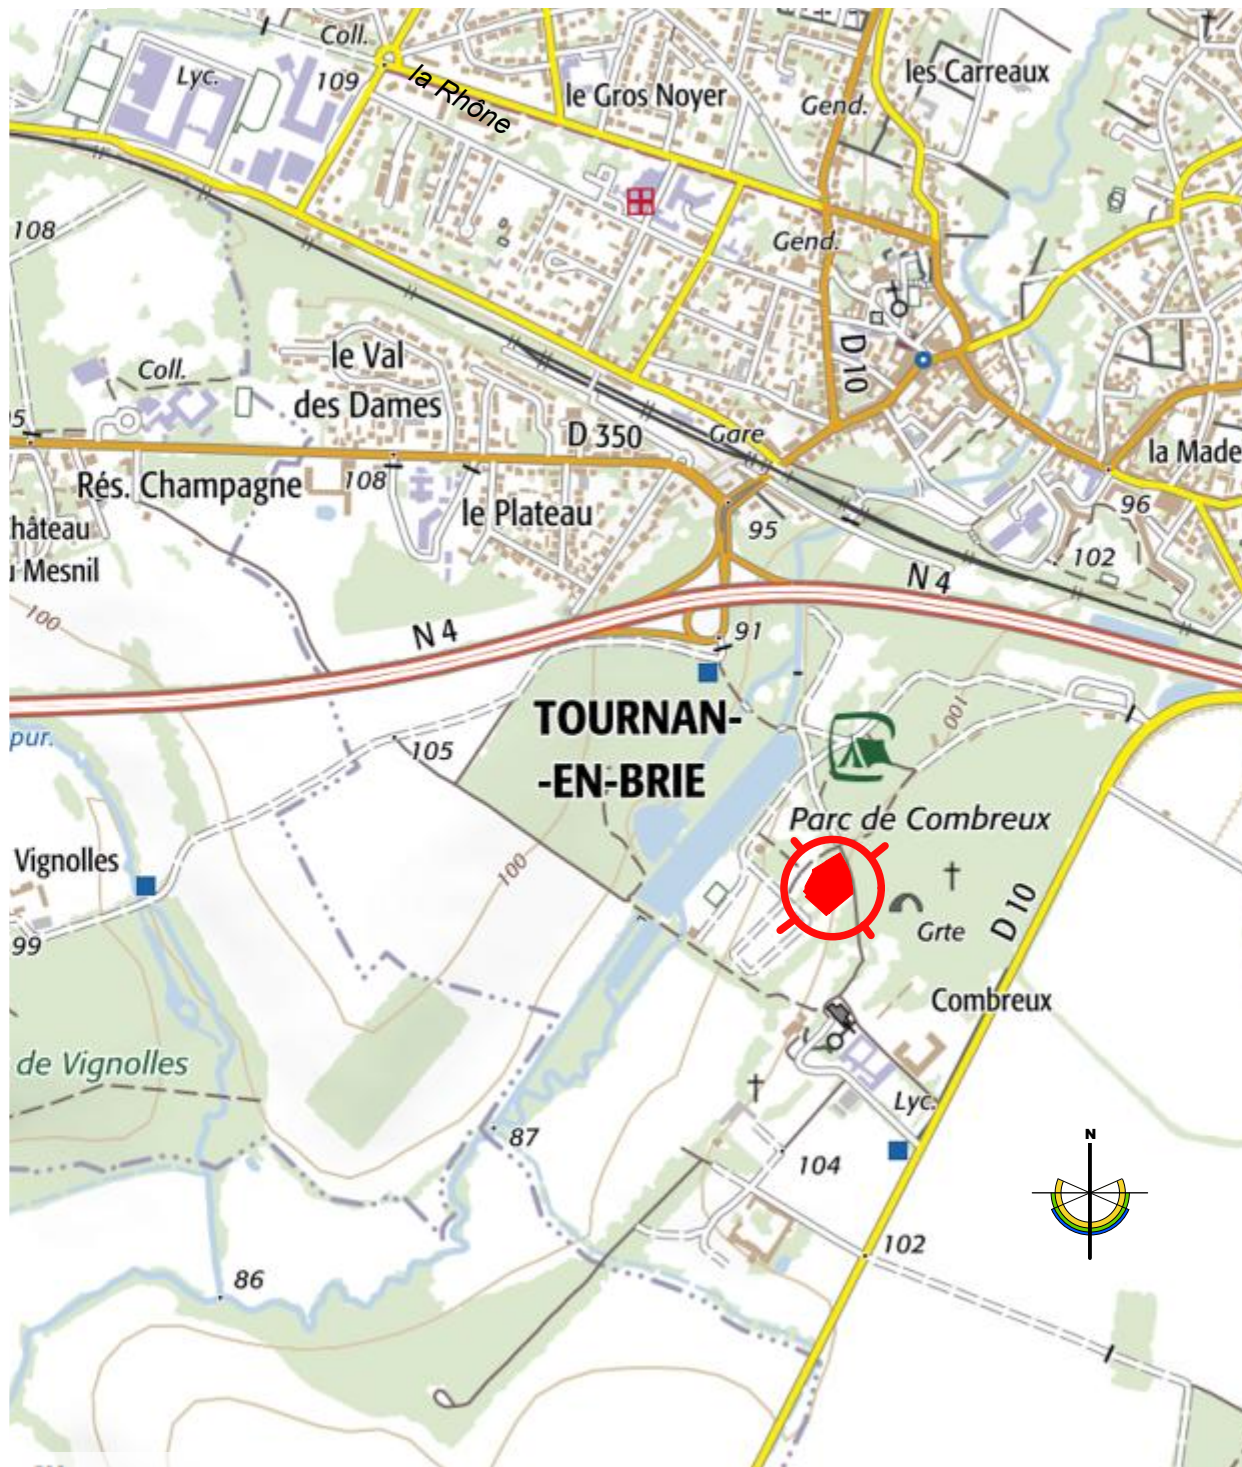 Coll.
Lyc.
109
la Rhône
le Gros Noyer
Gend.
les Carreaux
108
Gend.
le Val
des Dames
Coll.
D 10
D 350
Gare
la Made
Rés. Champagne
108
le Plateau
95
96
hâteau
Mesnil
102
100
N 4
N 4
91
TOURNAN-
-EN-BRIE
pur.
105
100
Parc de Combreux
Vignolles
100
99
Grte
D 10
Combreux
de Vignolles
Lyc.
87
104
N
102
86